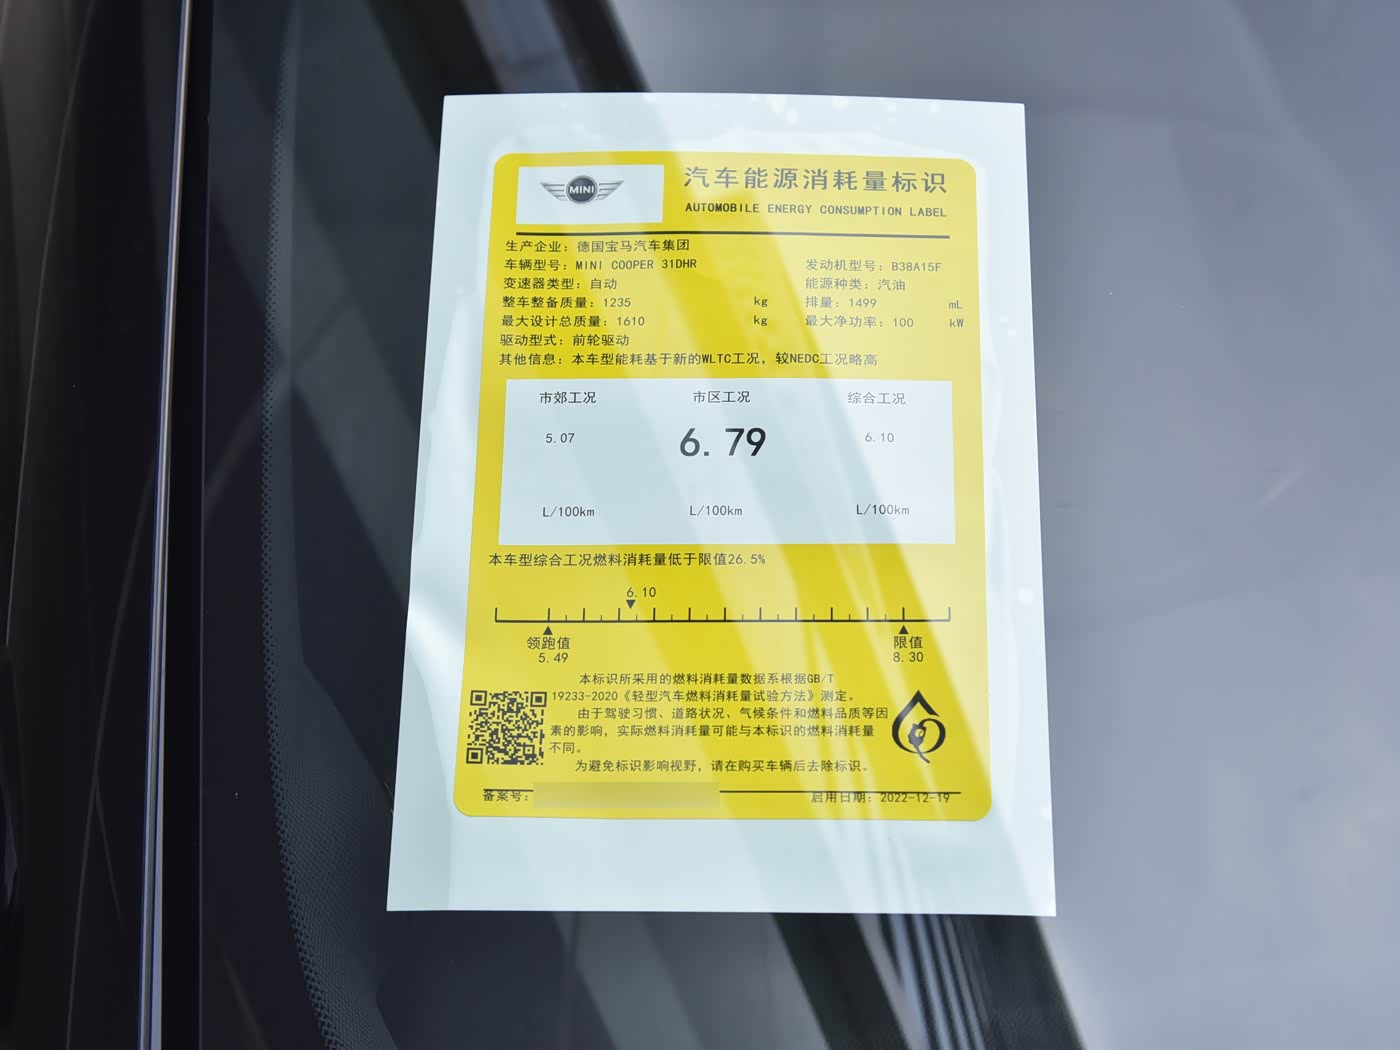 MINI
汽车能源消耗量标识
AUTOMOBILE ENERGY CONSUMPTION LABEL
生产企业：德国宝马汽车集团
车辆型号：MINI COOPER 31DHR 发动机型号：B38A15F
变速器类型：自动 能源种类：汽油
整车整备质量：1235 kg 排量：1499 mL
最大设计总质量：1610 kg 最大净功率：100 kW
驱动型式：前轮驱动
其他信息：本车型能耗基于新的WLTC工况，较NEDC工况略高
市郊工况 市区工况 综合工况
5.07 6.79 6.10
L/100km L/100km L/100km
本车型综合工况燃料消耗量低于限值26.5%
6.10
领跑值 限值
5.49 8.30
本标识所采用的燃料消耗量数据系根据GB/T
19233-2020《轻型汽车燃料消耗量试验方法》测定。
由于驾驶习惯、道路状况、气候条件和燃料品质等因
素的影响，实际燃料消耗量可能与本标识的燃料消耗量
不同。
为避免标识影响视野，请在购买车辆后去除标识。
备案号： 启用日期：2022-12-19